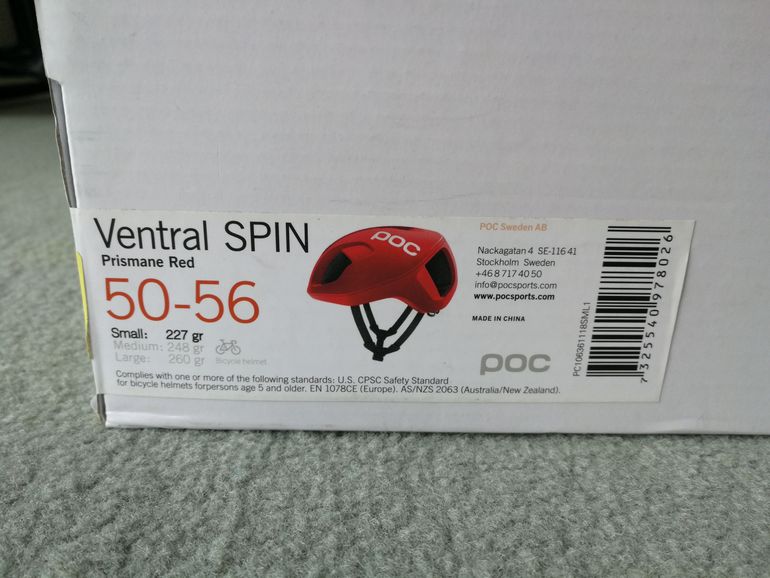 Ventral SPIN
Prismane Red
50-56
Small: 227 gr
Medium: 248 gr
Large: 260 gr
Bicycle helmet
Complies with one or more of the following standards: U.S. CPSC Safety Standard
for bicycle helmets forpersons age 5 and older. EN 1078CE (Europe). AS/NZS 2063 (Australia/New Zealand).
POC
POC Sweden AB
Nackagatan 4 SE-116 41
Stockholm Sweden
+46 8 717 40 50
info@pocsports.com
www.pocsports.com
MADE IN CHINA
POC
PC106361118SML1
7325540978026